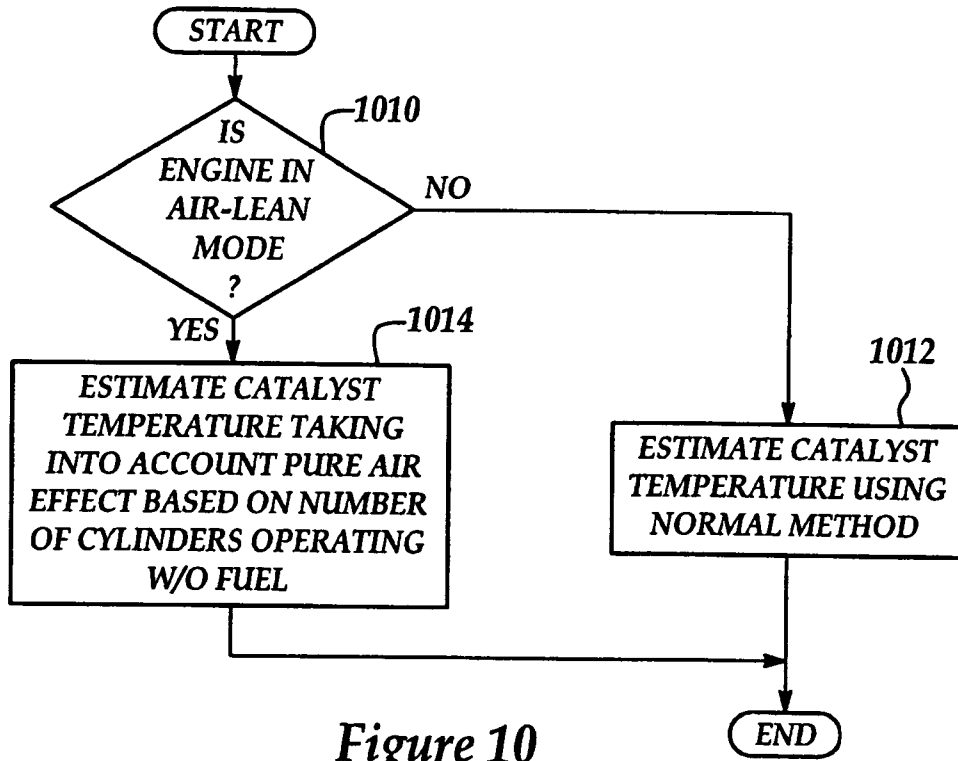 START
1010
IS
ENGINE IN
AIR-LEAN
MODE
?
NO
YES
1014
ESTIMATE CATALYST
TEMPERATURE TAKING
INTO ACCOUNT PURE AIR
EFFECT BASED ON NUMBER
OF CYLINDERS OPERATING
W/O FUEL
1012
ESTIMATE CATALYST
TEMPERATURE USING
NORMAL METHOD
END
Figure 10